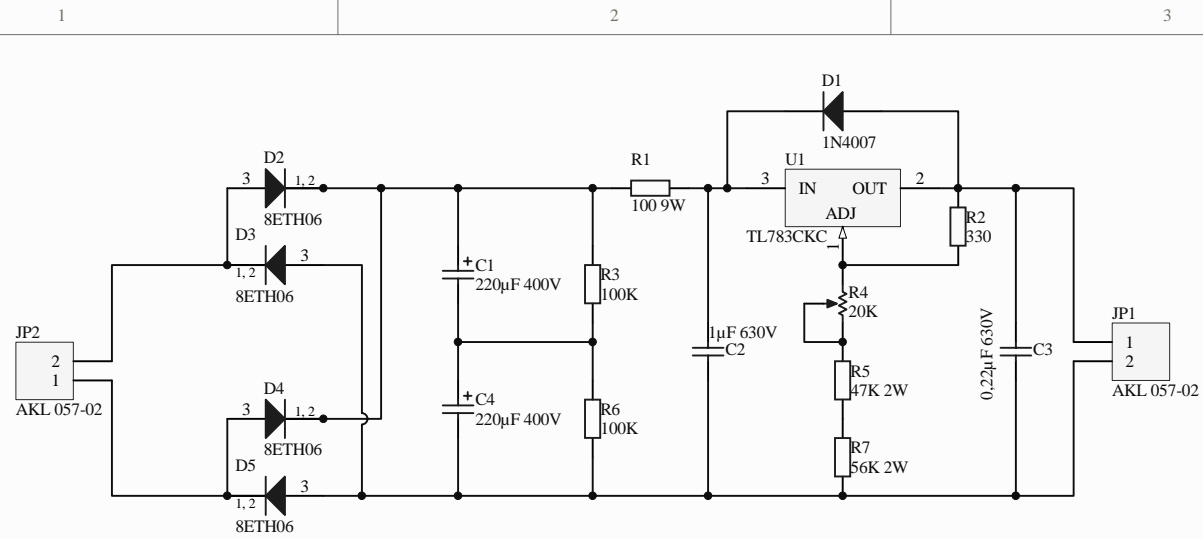 1
2
3
D1
1N4007
D2
3
1, 2
8ETH06
D3
1, 2
3
8ETH06
R1
100 9W
U1
3
IN
OUT
2
ADJ
1
TL783CKC
R2
330
C1
+
220µF 400V
R3
100K
R4
20K
JP2
2
1
AKL 057-02
1µF 630V
C2
0,22µF 630V
C3
JP1
1
2
AKL 057-02
D4
3
1, 2
8ETH06
C4
+
220µF 400V
R6
100K
R5
47K 2W
D5
1, 2
3
8ETH06
R7
56K 2W